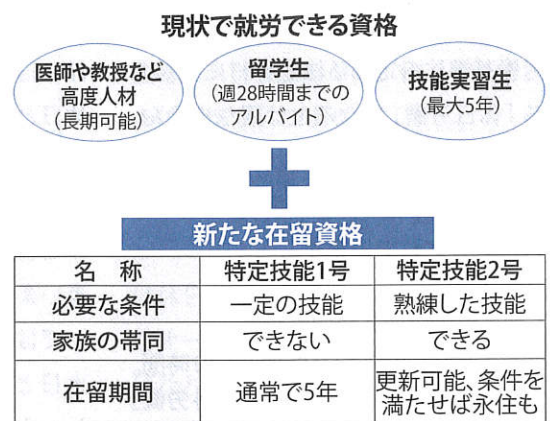 現状で就労できる資格
医師や教授など
高度人材
（長期可能）
留学生
（週28時間までの
アルバイト）
技能実習生
（最大5年）
新たな在留資格
名 称 特定技能1号 特定技能2号
必要な条件 一定の技能 熟練した技能
家族の帯同 できない できる
在留期間 通常で5年 更新可能、条件を
満たせば永住も